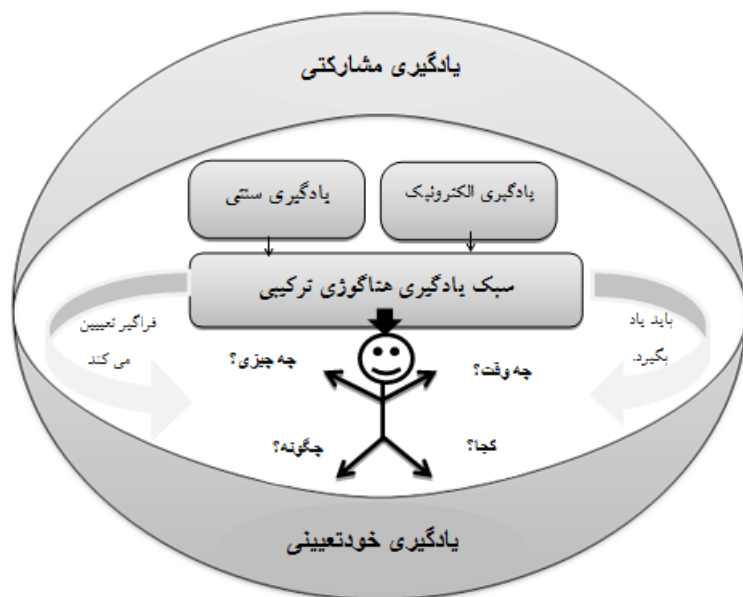 یادگیری مشارکتی
یادگیری الکترونیک
یادگیری سنتی
سبک یادگیری هتاگوژی ترکیبی
باید یاد
بگیرد.
فراگیر تعییین
می کند
چه وقت؟
چه چیزی؟
کجا؟
چگونه؟
یادگیری خودتعیینی